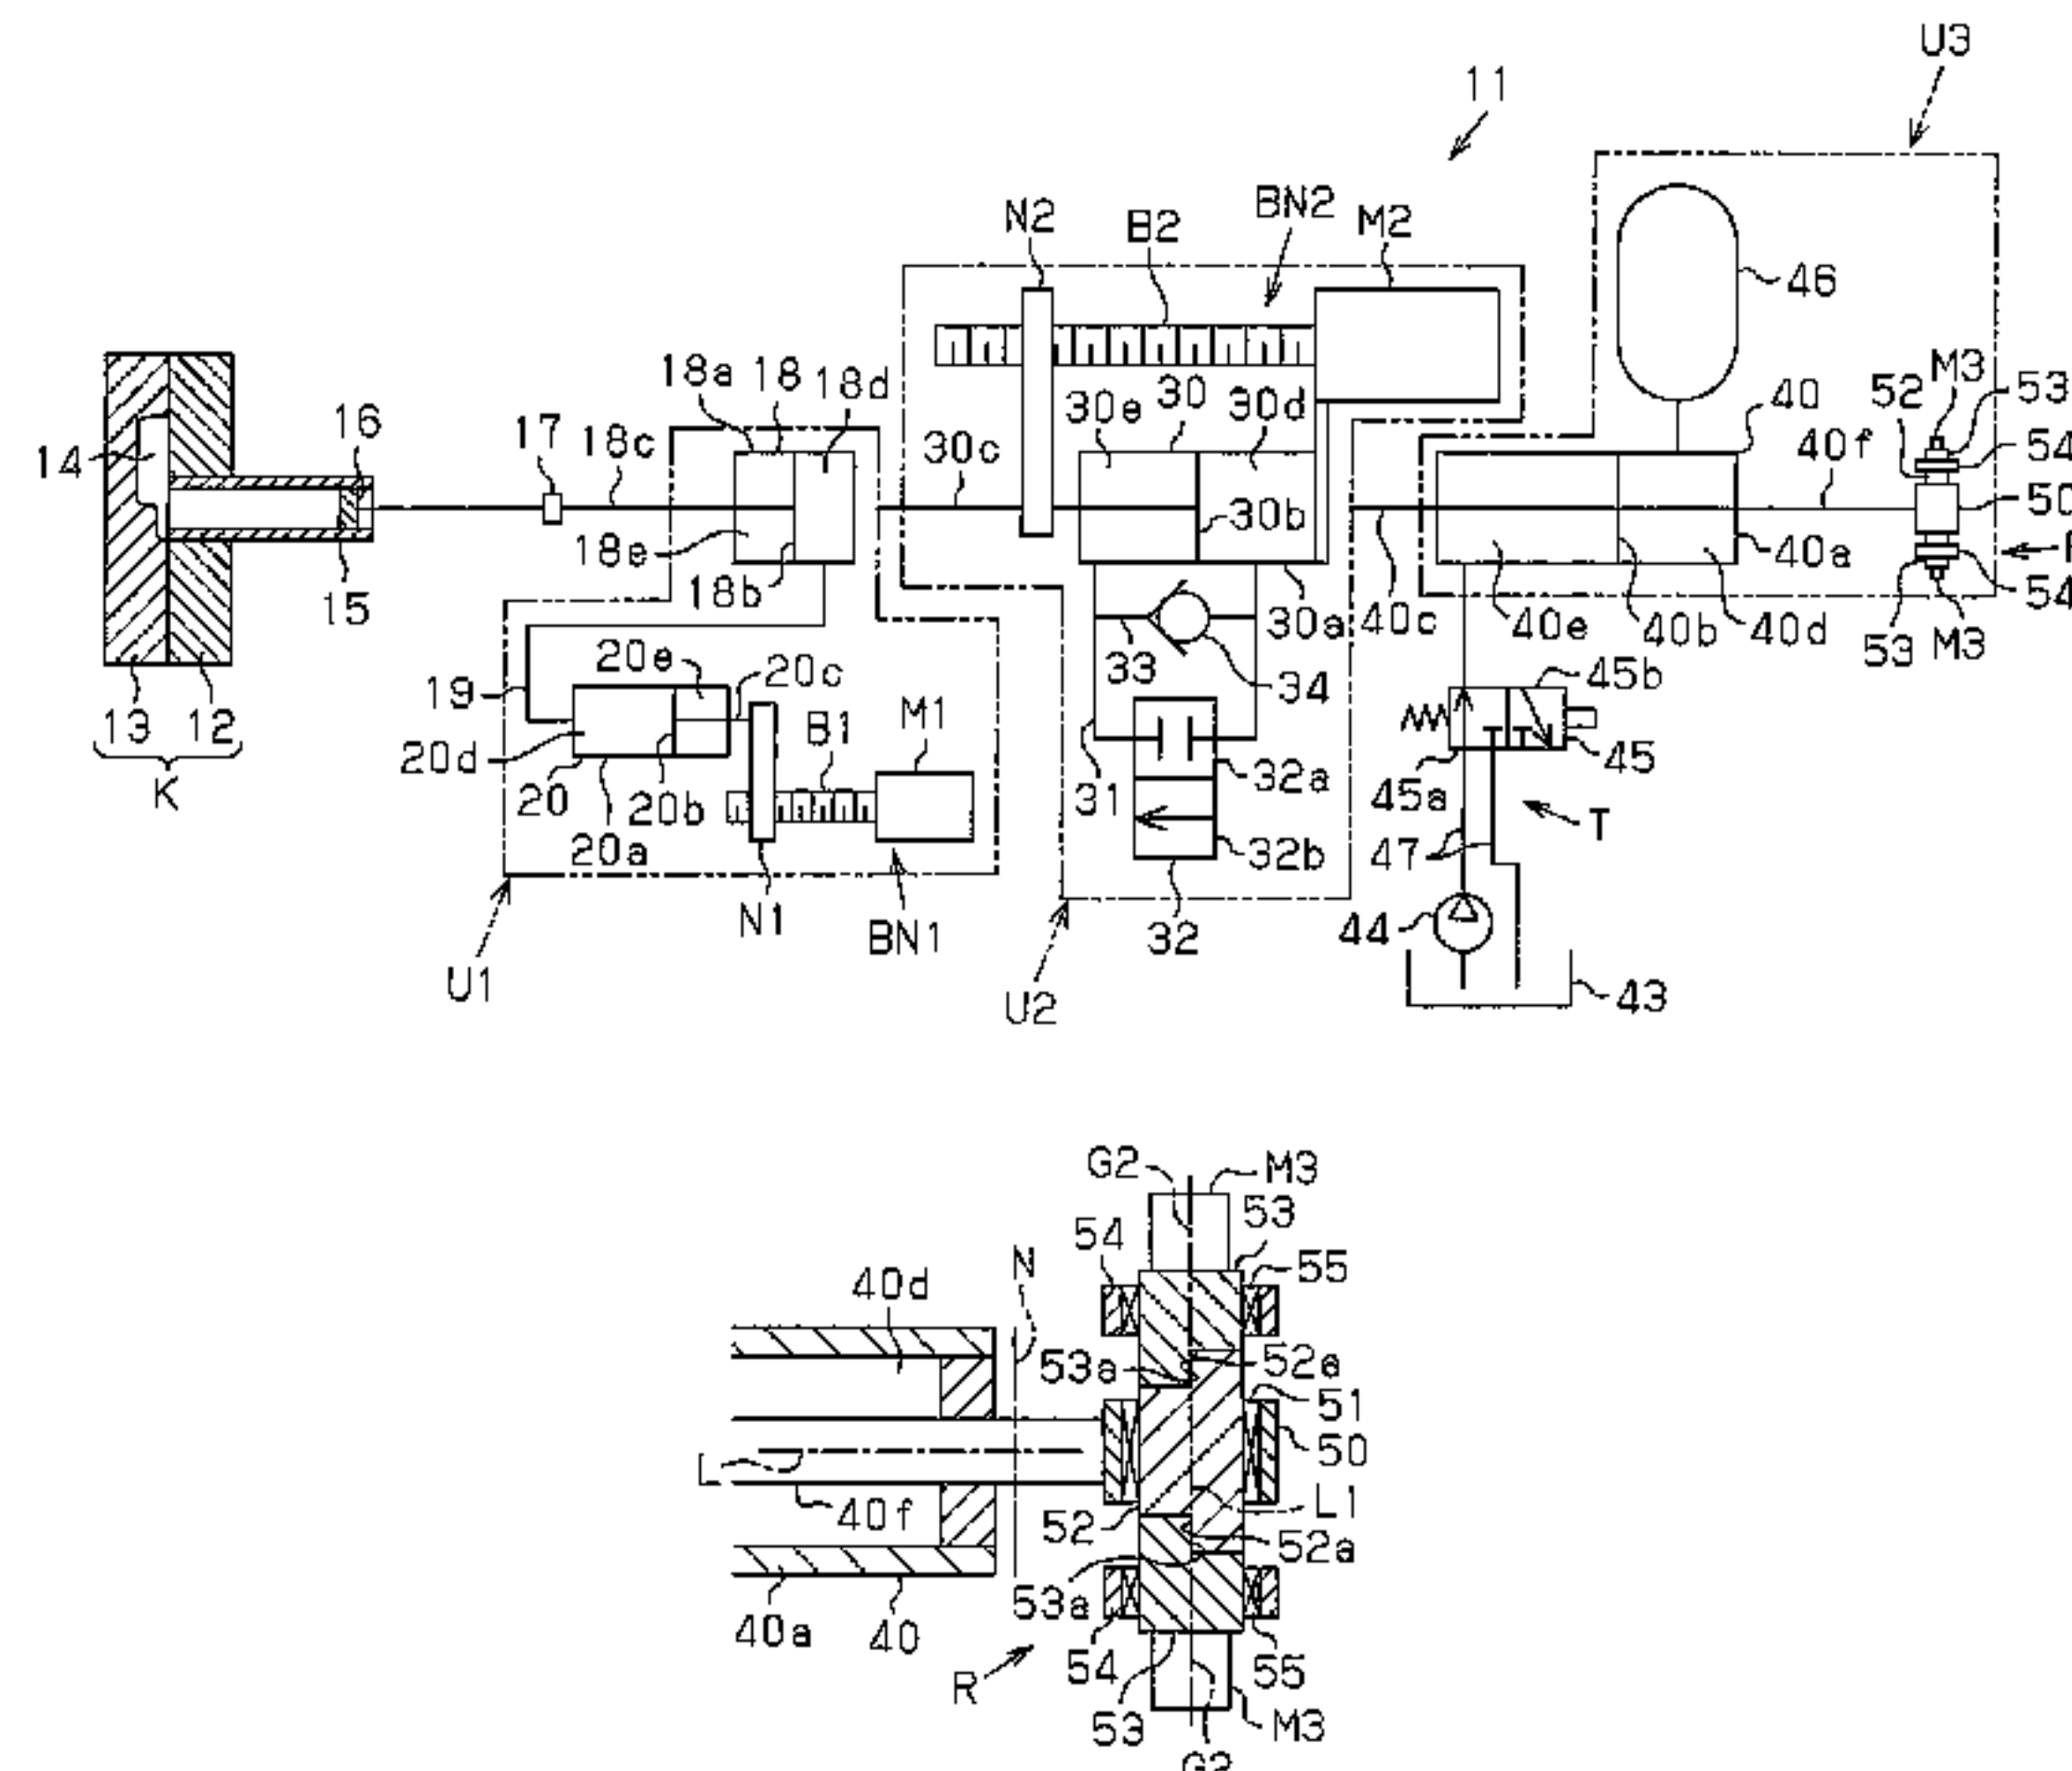 U3
11
N2
B2
BN2
M2
46
M3
53
18a
18
18d
30e
30
30d
40
52
54
14
16
17
18c
30c
40f
50
18e
30b
40a
15
18b
30a
40c
40e
40b
40d
53
M3
54
33
34
20e
20c
45b
19
M1
B1
13
12
20d
32a
45
K
20
20b
31
45a
T
20a
32b
47
N1
BN1
32
44
U1
U2
43
G2
M3
53
54
N
55
40d
53a
52a
51
50
L
40f
52
L1
52a
53a
40a
40
R
54
55
53
M3
G2